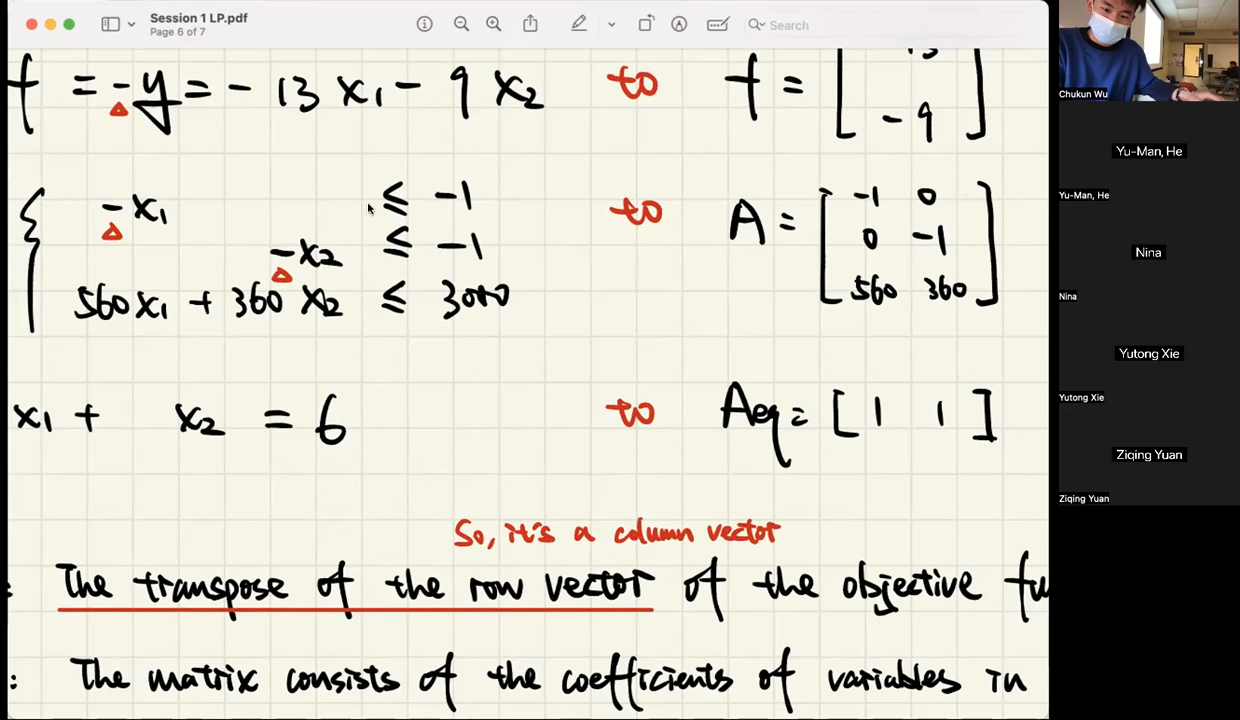 Session 1 LP.pdf
Page 6 of 7
Search
f = -y = - 13 x₁ - 9 x₂ to f = [ -9 ]
- x₁ ≤ -1 to A = [ -1 0
-x₂ ≤ -1 0 -1
560x₁ + 360 x₂ ≤ 3000 560 360 ]
x₁ + x₂ = 6 to Aeq = [ 1 1 ]
So, it's a column vector
: The transpose of the row vector of the objective fu
: The matrix consists of the coefficients of variables in
Chukun Wu
Yu-Man, He
Yu-Man, He
Nina
Nina
Yutong Xie
Yutong Xie
Ziqing Yuan
Ziqing Yuan